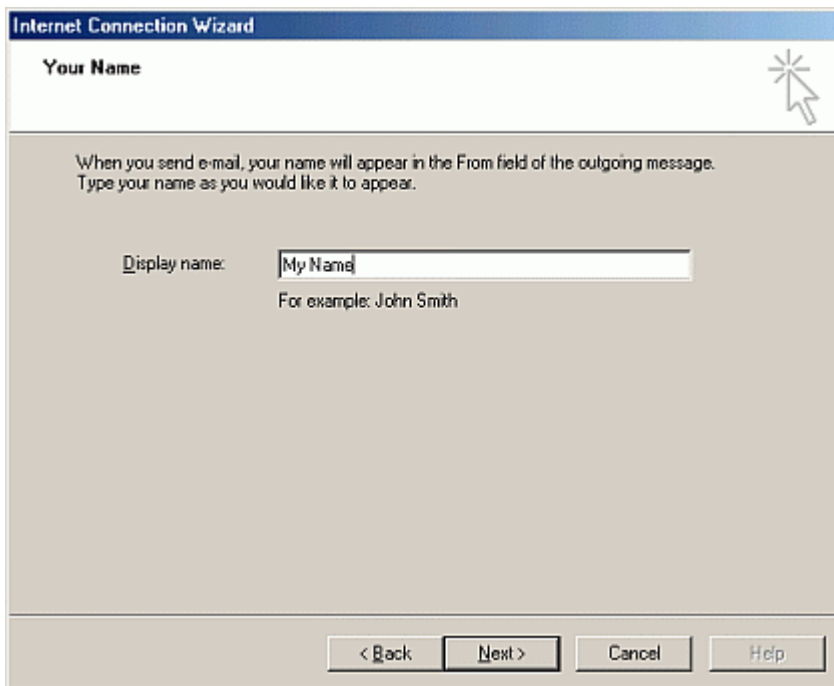 Internet Connection Wizard
Your Name
When you send e-mail, your name will appear in the From field of the outgoing message.
Type your name as you would like it to appear.
Display name: My Name
For example: John Smith
< Back Next > Cancel Help